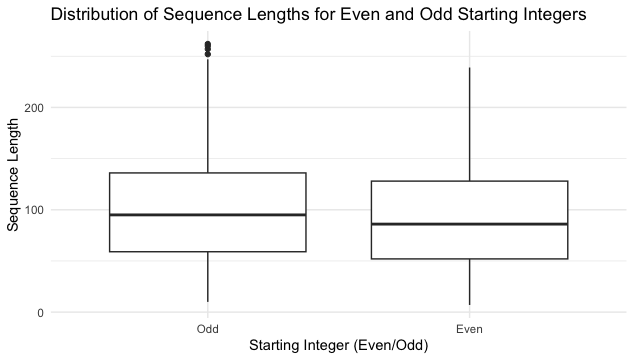 Distribution of Sequence Lengths for Even and Odd Starting Integers
Sequence Length
200
100
0
Odd Even
Starting Integer (Even/Odd)